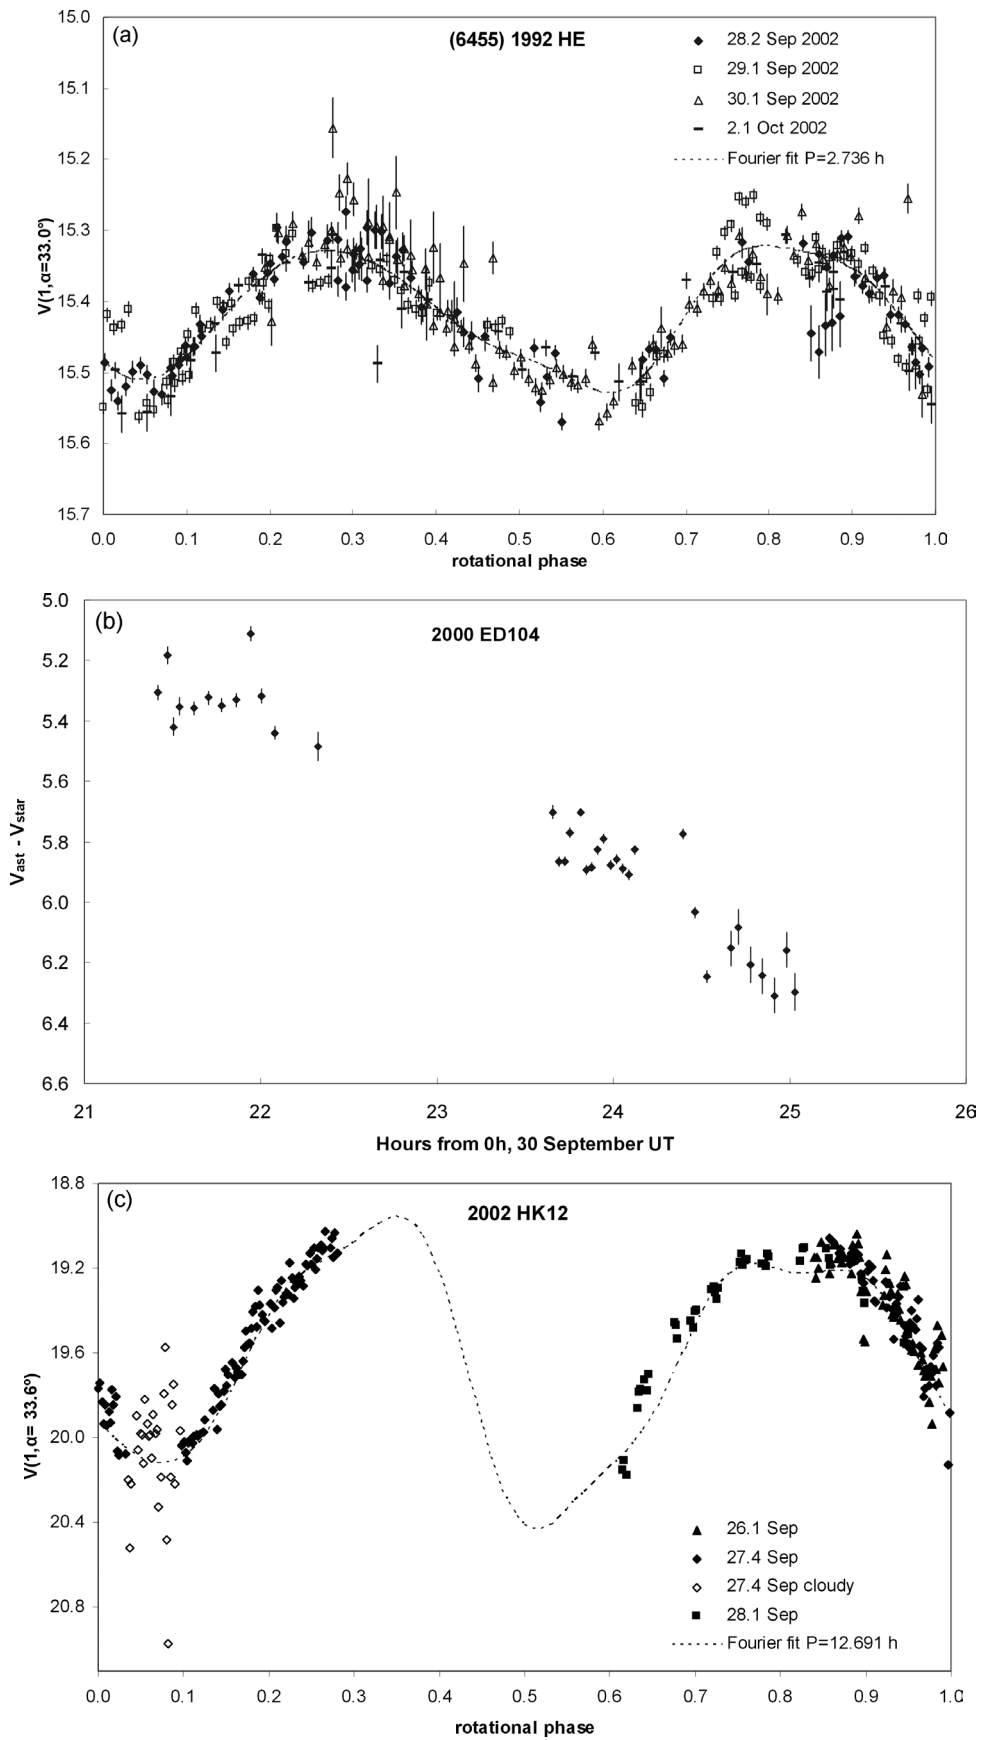 (a)
(6455) 1992 HE
28.2 Sep 2002
29.1 Sep 2002
30.1 Sep 2002
2.1 Oct 2002
Fourier fit P=2.736 h
15.0
15.1
15.2
15.3
15.4
15.5
15.6
15.7
V(1,α=33.0°)
0.0 0.1 0.2 0.3 0.4 0.5 0.6 0.7 0.8 0.9 1.0
rotational phase
(b)
2000 ED104
5.0
5.2
5.4
5.6
5.8
6.0
6.2
6.4
6.6
Vast - Vstar
21 22 23 24 25 26
Hours from 0h, 30 September UT
(c)
2002 HK12
18.8
19.2
19.6
20.0
20.4
20.8
V(1,α= 33.6°)
26.1 Sep
27.4 Sep
27.4 Sep cloudy
28.1 Sep
Fourier fit P=12.691 h
0.0 0.1 0.2 0.3 0.4 0.5 0.6 0.7 0.8 0.9 1.0
rotational phase